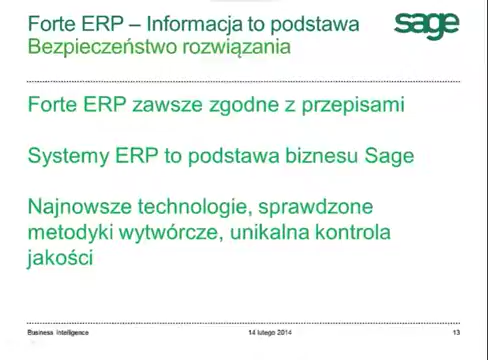 Forte ERP – Informacja to podstawa
sage
Bezpieczeństwo rozwiązania
Forte ERP zawsze zgodne z przepisami
Systemy ERP to podstawa biznesu Sage
Najnowsze technologie, sprawdzone
metodyki wytwórcze, unikalna kontrola
jakości
Business Intelligence
14 lutego 2014
13